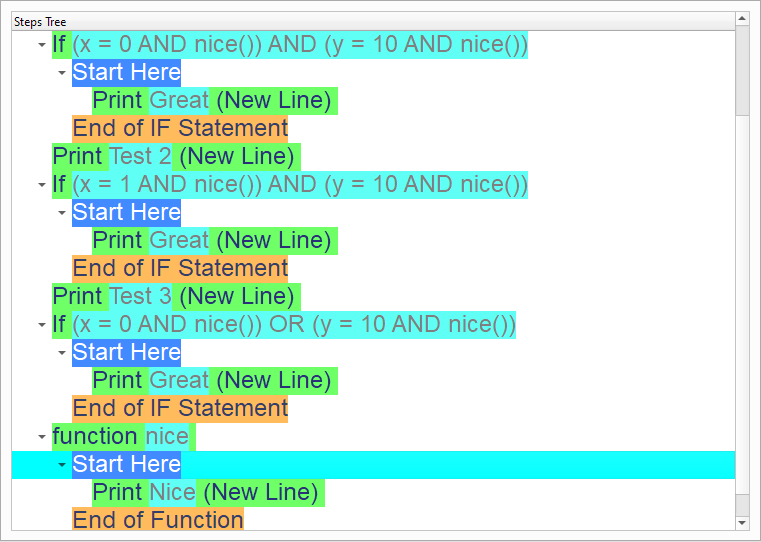 Steps Tree
If (x = 0 AND nice()) AND (y = 10 AND nice())
Start Here
Print Great (New Line)
End of IF Statement
Print Test 2 (New Line)
If (x = 1 AND nice()) AND (y = 10 AND nice())
Start Here
Print Great (New Line)
End of IF Statement
Print Test 3 (New Line)
If (x = 0 AND nice()) OR (y = 10 AND nice())
Start Here
Print Great (New Line)
End of IF Statement
function nice
Start Here
Print Nice (New Line)
End of Function